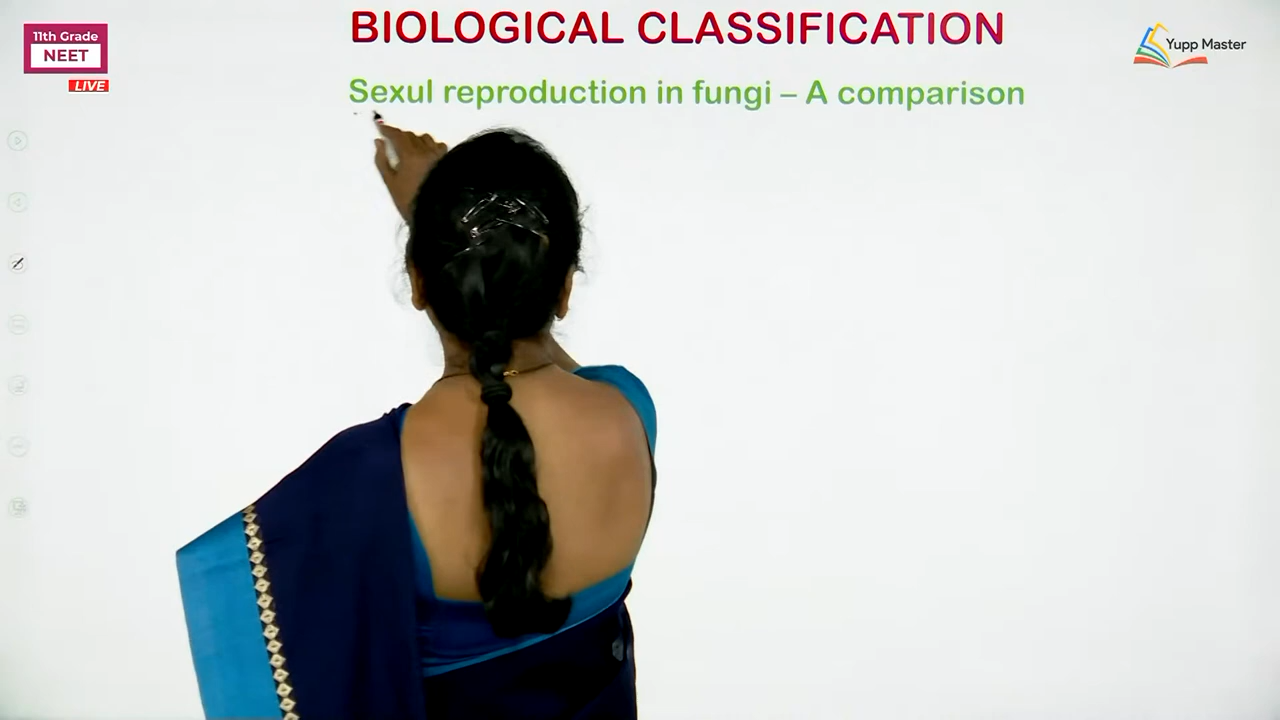 BIOLOGICAL CLASSIFICATION
11th Grade
NEET
LIVE
Yupp Master
Sexul reproduction in fungi – A comparison